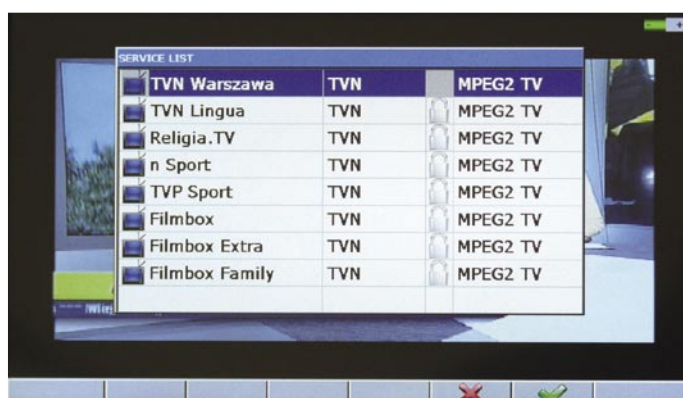 SERVICE LIST
TVN Warszawa TVN MPEG2 TV
TVN Lingua TVN MPEG2 TV
Religia.TV TVN MPEG2 TV
n Sport TVN MPEG2 TV
TVP Sport TVN MPEG2 TV
Filmbox TVN MPEG2 TV
Filmbox Extra TVN MPEG2 TV
Filmbox Family TVN MPEG2 TV